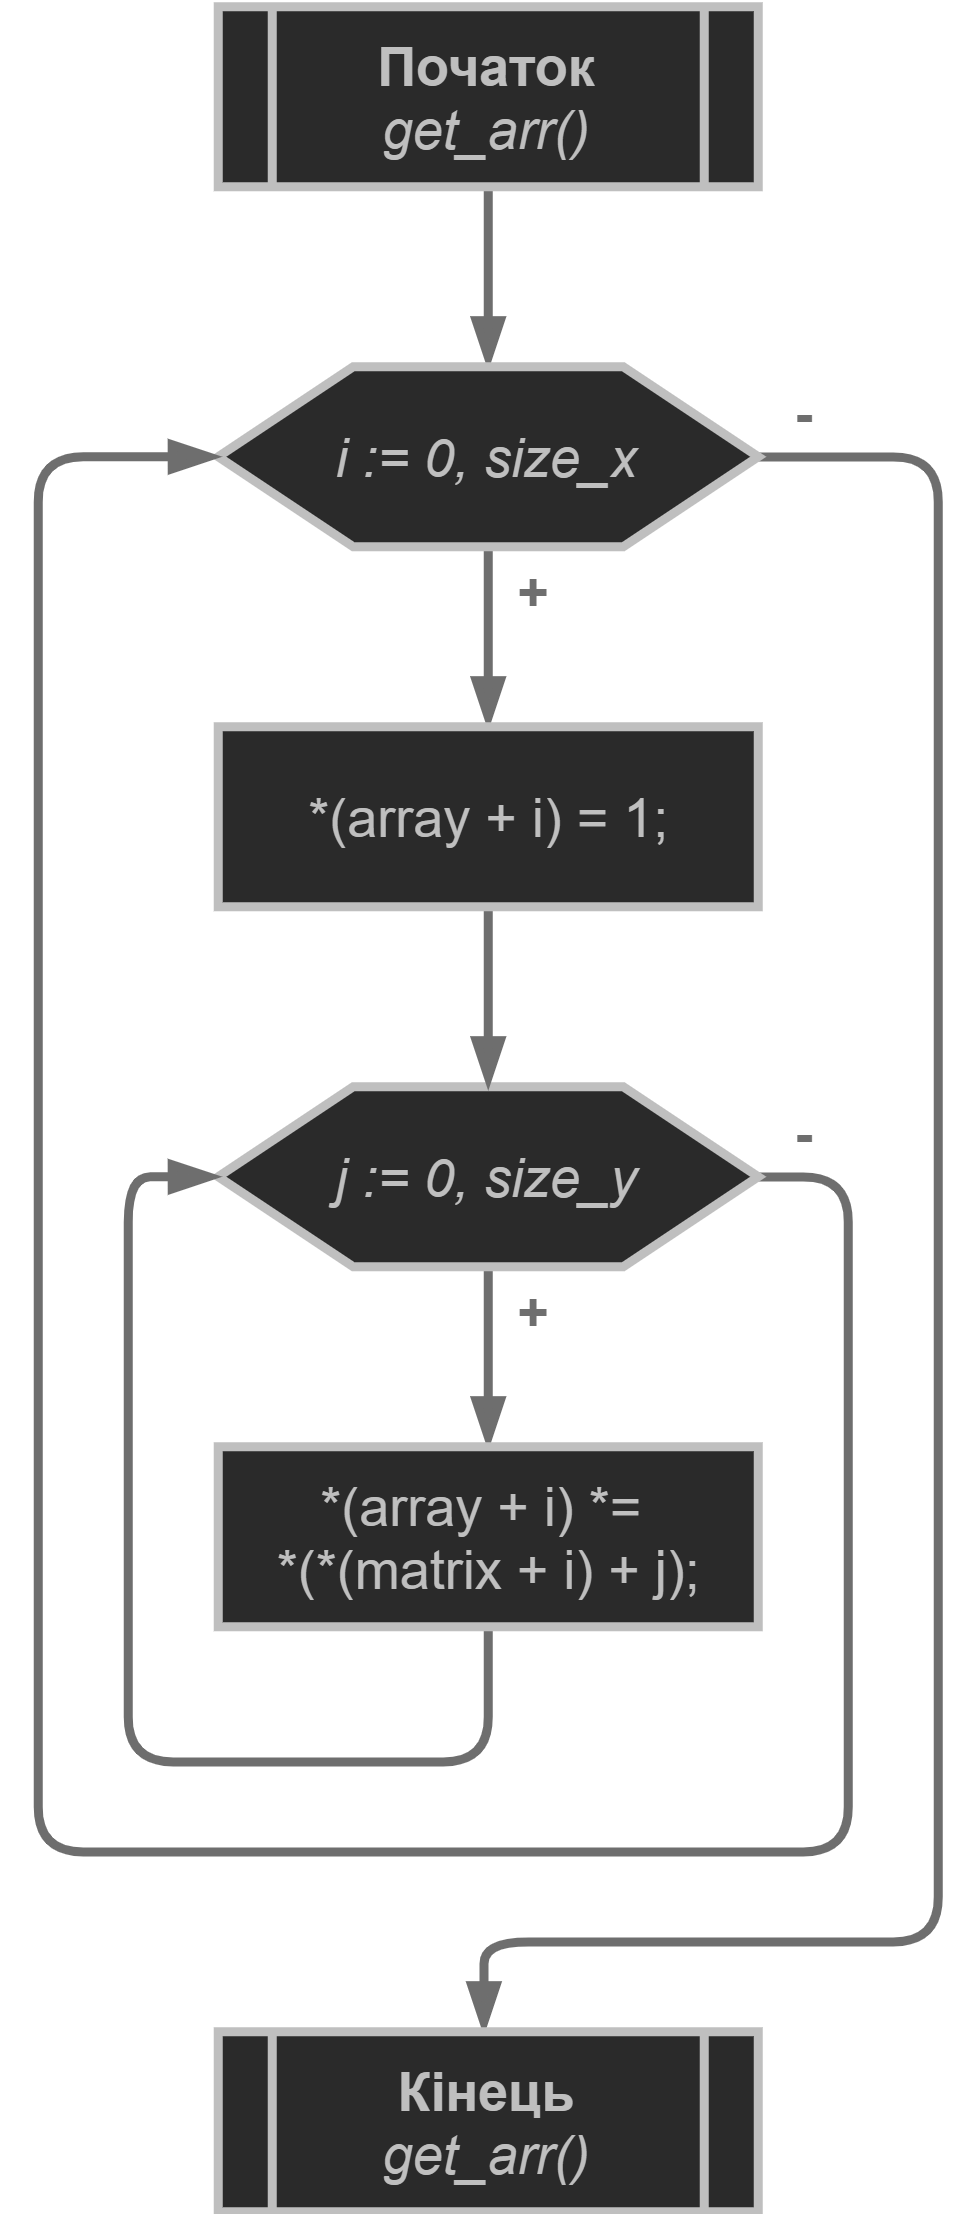 Початок
get_arr()
i := 0, size_x
-
+
*(array + i) = 1;
j := 0, size_y
-
+
*(array + i) *=
*(*(matrix + i) + j);
Кінець
get_arr()